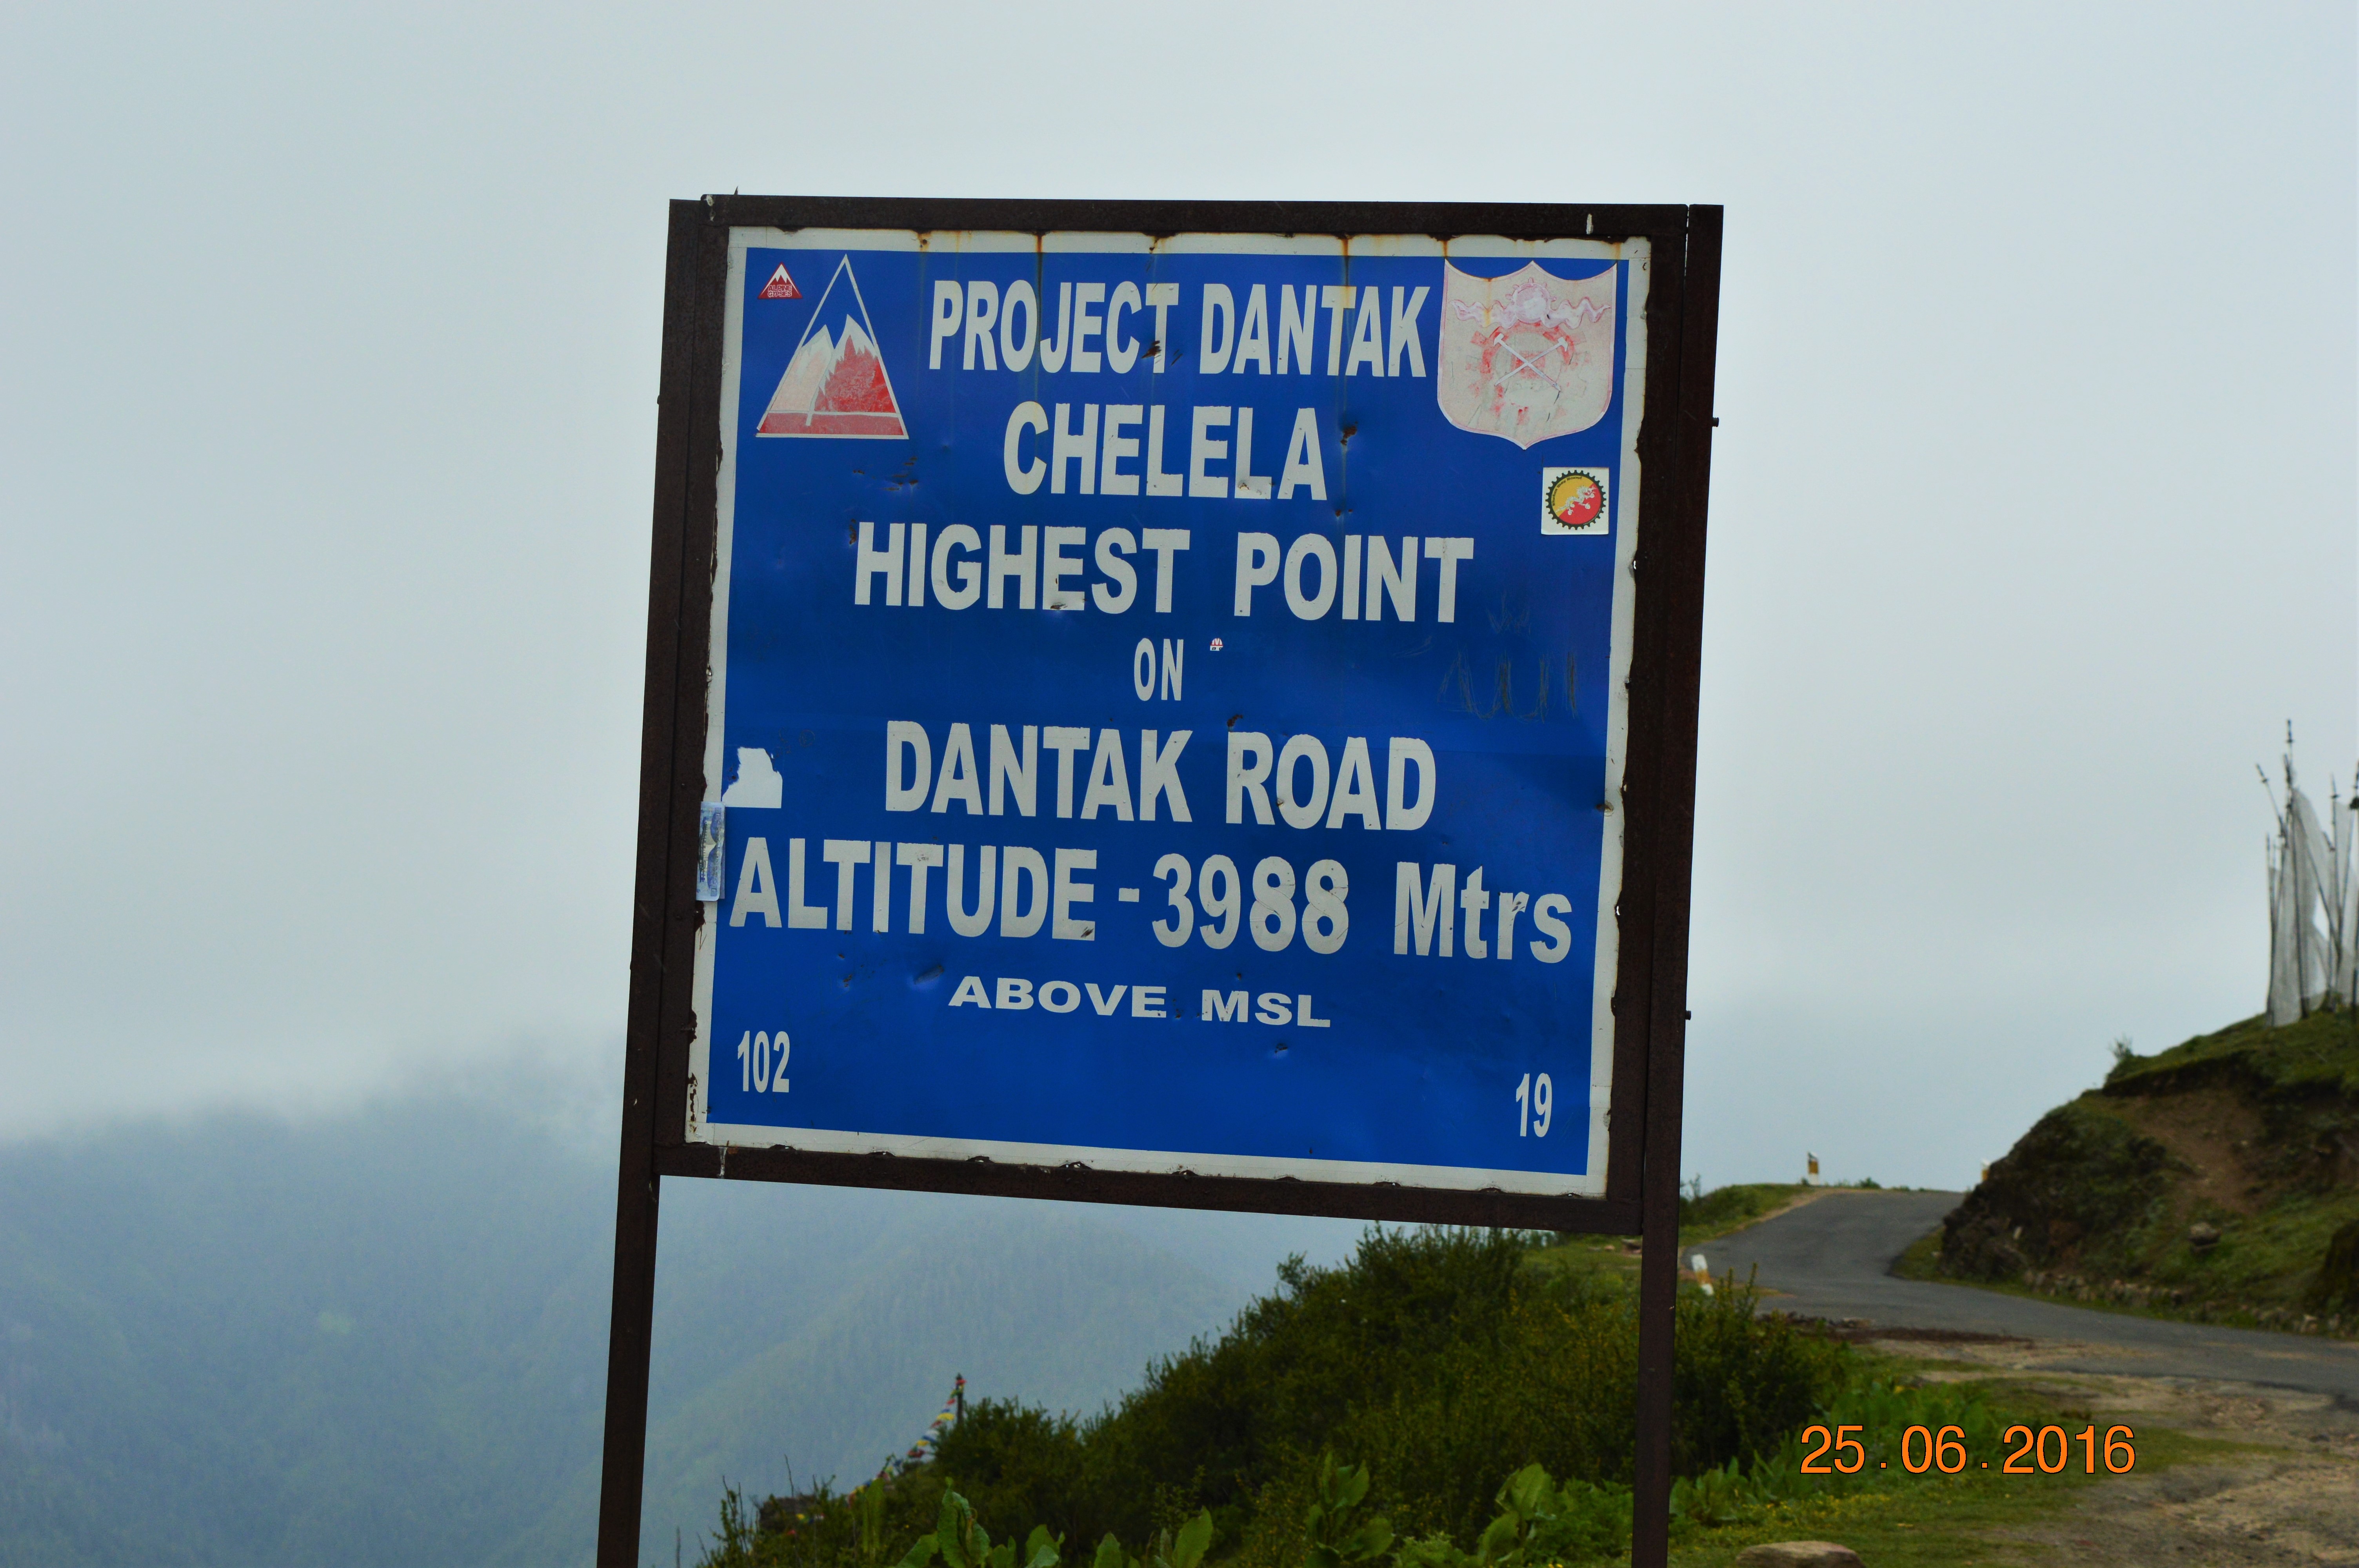 PROJECT DANTAK
CHELELA
HIGHEST POINT
ON
DANTAK ROAD
ALTITUDE - 3988 Mtrs
ABOVE MSL
102
19
25.06.2016